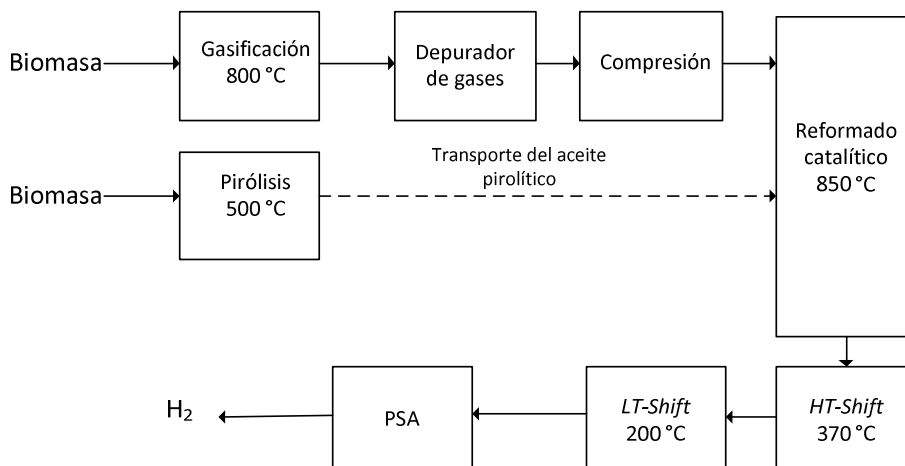 Biomasa
Gasificación
800 °C
Depurador
de gases
Compresión
Reformado
catalítico
850 °C
Biomasa
Pirólisis
500 °C
Transporte del aceite
pirolítico
H₂
PSA
LT-Shift
200 °C
HT-Shift
370 °C